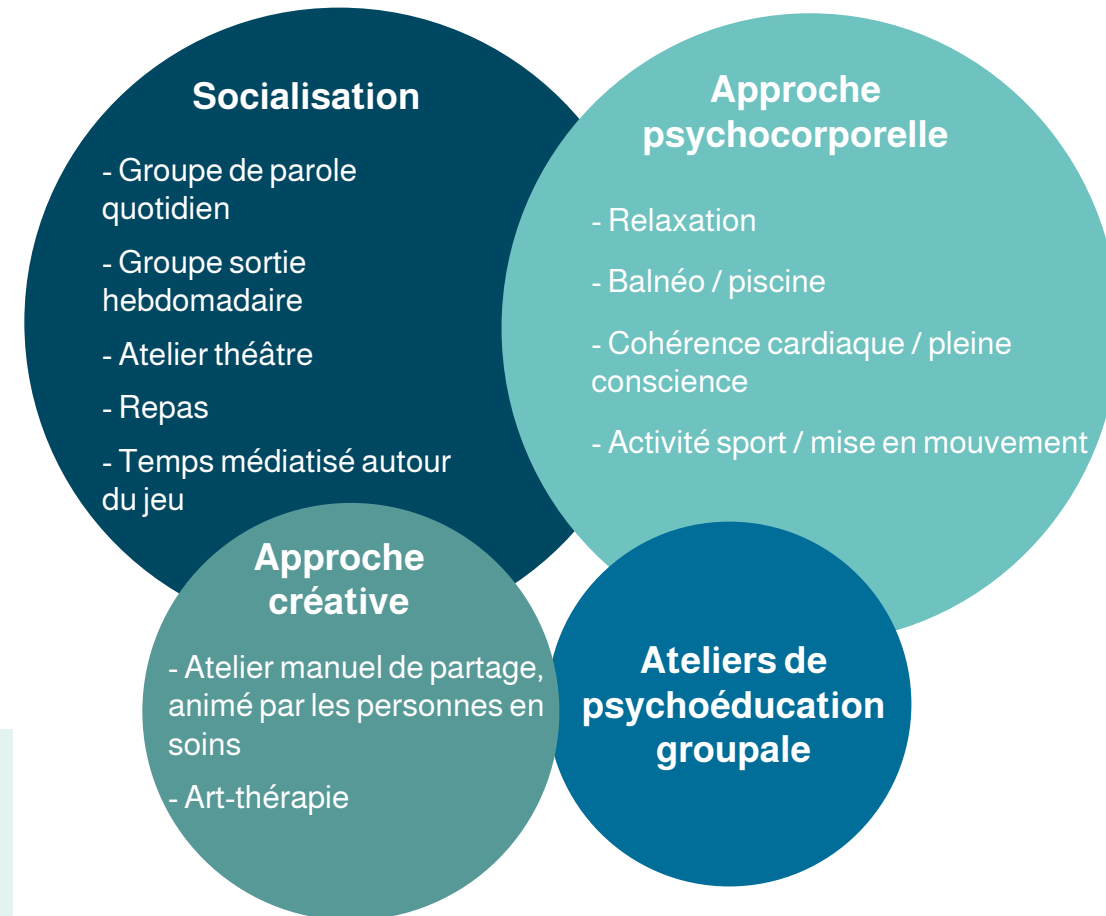 Socialisation
- Groupe de parole
quotidien
- Groupe sortie
hebdomadaire
- Atelier théâtre
- Repas
- Temps médiatisé autour
du jeu
Approche
psychocorporelle
- Relaxation
- Balnéo / piscine
- Cohérence cardiaque / pleine
conscience
- Activité sport / mise en mouvement
Approche
créative
- Atelier manuel de partage,
animé par les personnes en
soins
- Art-thérapie
Ateliers de
psychoéducation
groupale